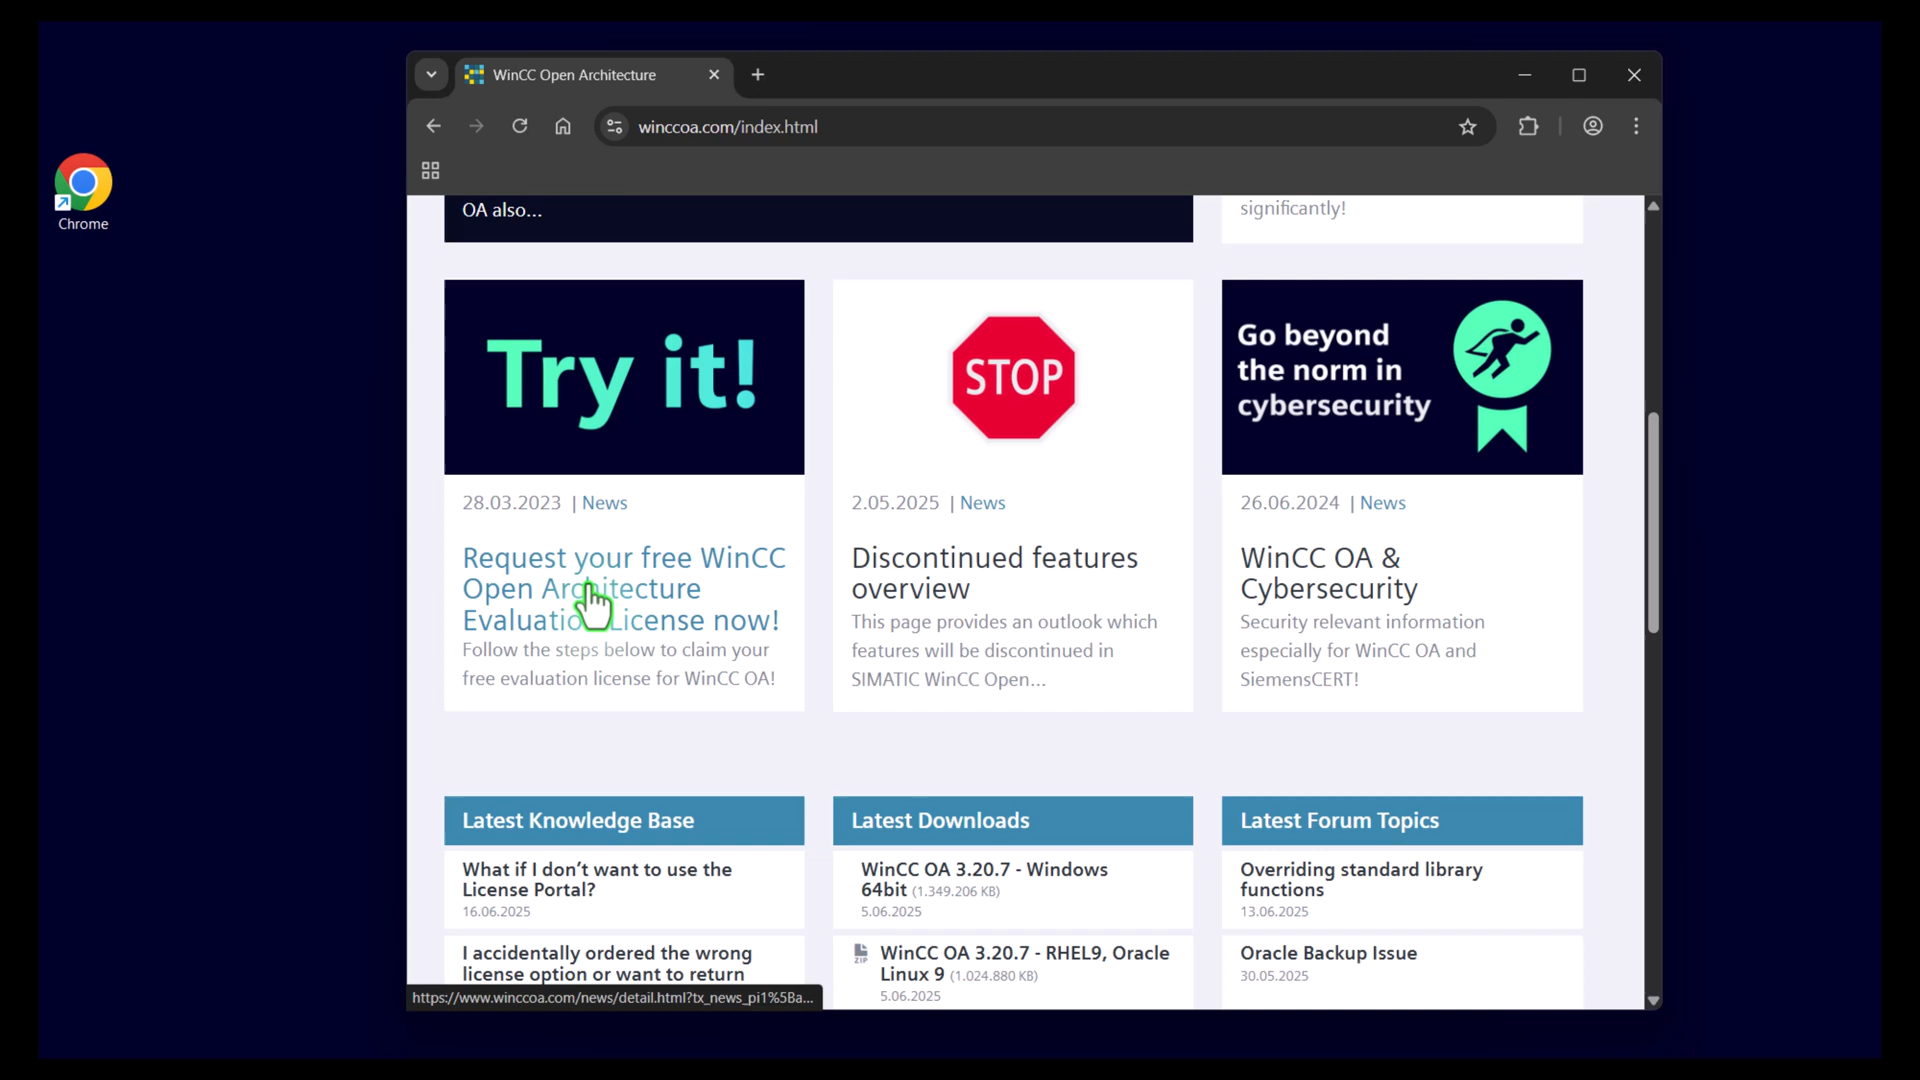 WinCC Open Architecture
winccoa.com/index.html
Chrome
OA also...
significantly!
Try it!
STOP
Go beyond
the norm in
cybersecurity
28.03.2023 | News
Request your free WinCC
Open Architecture
Evaluation License now!
Follow the steps below to claim your
free evaluation license for WinCC OA!
2.05.2025 | News
Discontinued features
overview
This page provides an outlook which
features will be discontinued in
SIMATIC WinCC Open...
26.06.2024 | News
WinCC OA &
Cybersecurity
Security relevant information
especially for WinCC OA and
SiemensCERT!
Latest Knowledge Base
What if I don’t want to use the
License Portal?
16.06.2025
I accidentally ordered the wrong
license option or want to return
Latest Downloads
WinCC OA 3.20.7 - Windows
64bit (1.349.206 KB)
5.06.2025
ZIP
WinCC OA 3.20.7 - RHEL9, Oracle
Linux 9 (1.024.880 KB)
5.06.2025
Latest Forum Topics
Overriding standard library
functions
13.06.2025
Oracle Backup Issue
30.05.2025
https://www.winccoa.com/news/detail.html?tx_news_pi1%5Ba...